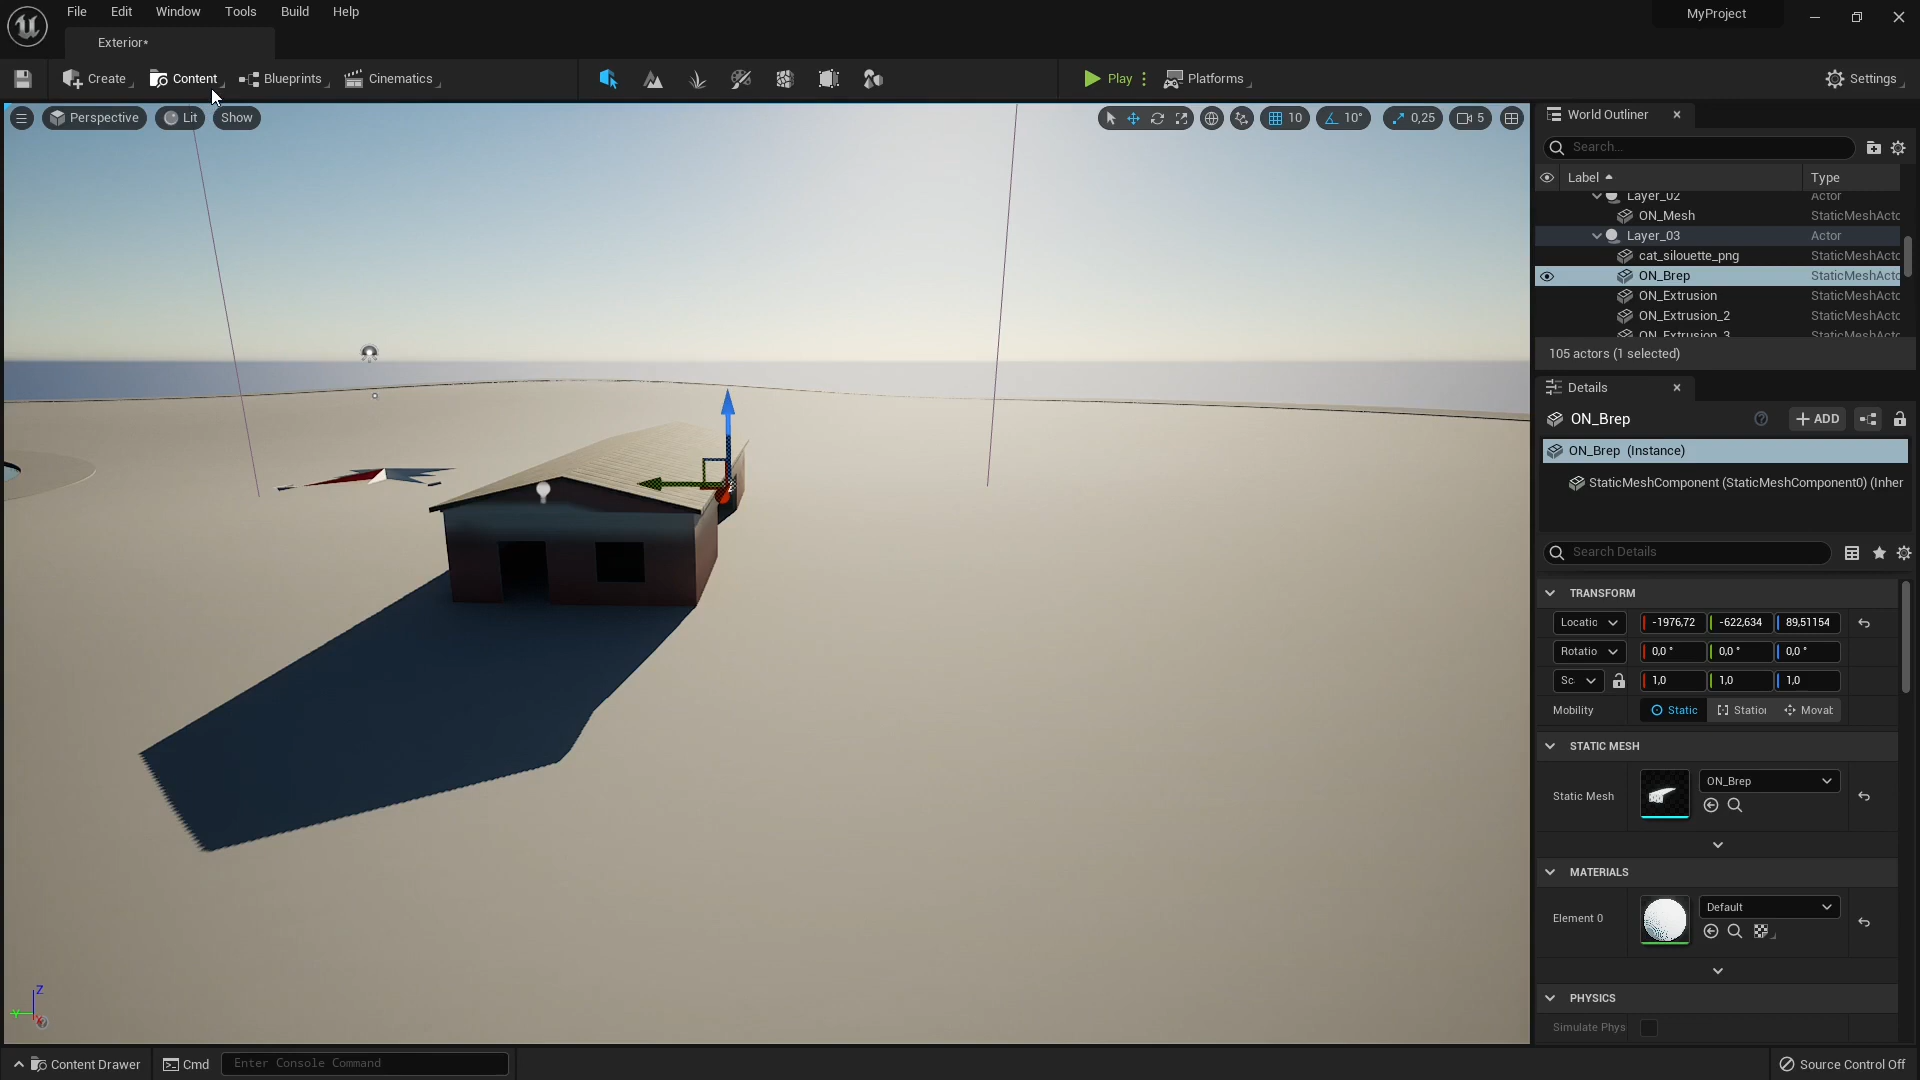 File Edit Window Tools Build Help
MyProject
Exterior*
Create Content Blueprints Cinematics Play Platforms Settings
Perspective Lit Show 10 10° 0,25 5
World Outliner
Search...
Label Type
Layer_02 Actor
ON_Mesh StaticMeshActo
Layer_03 Actor
cat_silouette_png StaticMeshActo
ON_Brep StaticMeshActo
ON_Extrusion StaticMeshActo
ON_Extrusion_2 StaticMeshActo
ON_Extrusion_3 StaticMeshActo
105 actors (1 selected)
Details
ON_Brep ADD
ON_Brep (Instance)
StaticMeshComponent (StaticMeshComponent0) (Inher
Search Details
TRANSFORM
Locatic -1976,72 -622,634 89,51154
Rotatio 0,0 ° 0,0 ° 0,0 °
Sc 1,0 1,0 1,0
Mobility Static Station Movab
STATIC MESH
Static Mesh ON_Brep
MATERIALS
Element 0 Default
PHYSICS
Simulate Phys
Z
Y
Content Drawer Cmd Enter Console Command Source Control Off